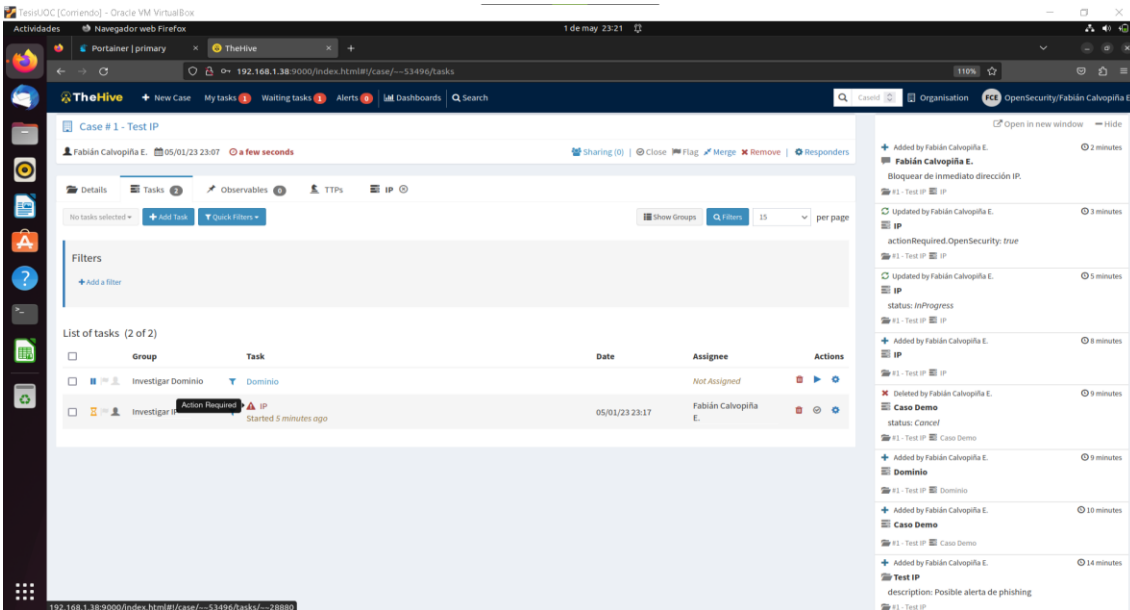 TesisUOC [Corriendo] - Oracle VM VirtualBox
Actividades Navegador web Firefox 1 de may 23:21
Portainer | primary × TheHive × +
192.168.1.38:9000/index.html#!/case/~~53496/tasks 110%
TheHive + New Case My tasks 1 Waiting tasks 1 Alerts 0 Dashboards Search CaseId Organisation FCE OpenSecurity/Fabián Calvopiña E
Case # 1 - Test IP
Fabián Calvopiña E. 05/01/23 23:07 a few seconds Sharing (0) | Close Flag Merge Remove | Responders
Details Tasks 2 Observables 0 TTPs IP
No tasks selected + Add Task Quick Filters Show Groups Filters 15 per page
Filters
+ Add a filter
List of tasks (2 of 2)
Group Task Date Assignee Actions
Investigar Dominio Dominio Not Assigned
Investigar IP Action Required IP 05/01/23 23:17 Fabián Calvopiña E.
Started 5 minutes ago
192.168.1.38:9000/index.html#!/case/~~53496/tasks/~~28880
Open in new window Hide
+ Added by Fabián Calvopiña E. 2 minutes
Fabián Calvopiña E.
Bloquear de inmediato dirección IP.
#1 - Test IP IP
Updated by Fabián Calvopiña E. 3 minutes
IP
actionRequired.OpenSecurity: true
#1 - Test IP IP
Updated by Fabián Calvopiña E. 5 minutes
IP
status: InProgress
#1 - Test IP IP
+ Added by Fabián Calvopiña E. 8 minutes
IP
#1 - Test IP IP
Deleted by Fabián Calvopiña E. 9 minutes
Caso Demo
status: Cancel
#1 - Test IP Caso Demo
+ Added by Fabián Calvopiña E. 9 minutes
Dominio
#1 - Test IP Dominio
+ Added by Fabián Calvopiña E. 10 minutes
Caso Demo
#1 - Test IP Caso Demo
+ Added by Fabián Calvopiña E. 14 minutes
Test IP
description: Posible alerta de phishing
#1 - Test IP